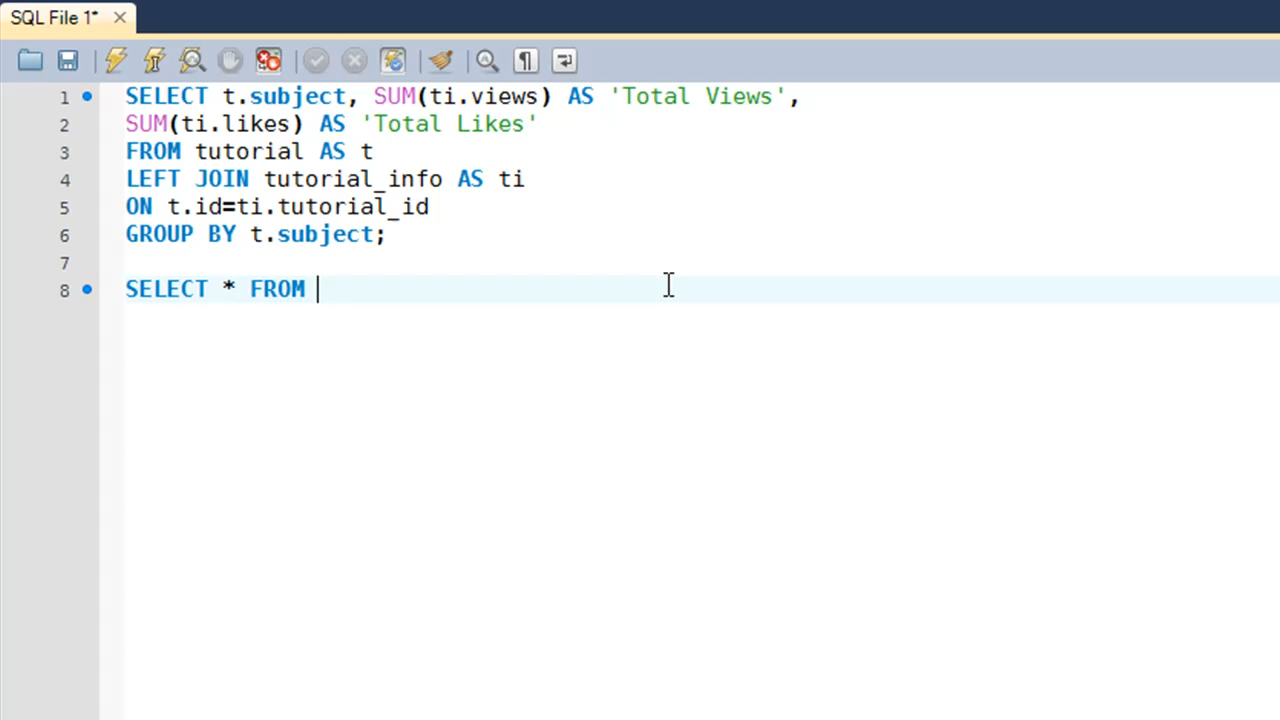 SQL File 1*
1 SELECT t.subject, SUM(ti.views) AS 'Total Views',
2 SUM(ti.likes) AS 'Total Likes'
3 FROM tutorial AS t
4 LEFT JOIN tutorial_info AS ti
5 ON t.id=ti.tutorial_id
6 GROUP BY t.subject;
7
8 SELECT * FROM